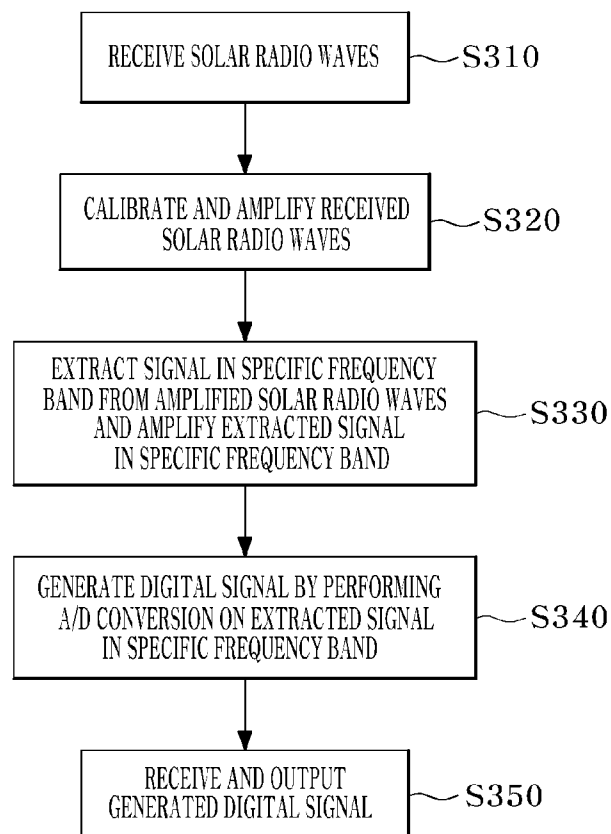 RECEIVE SOLAR RADIO WAVES
S310
CALIBRATE AND AMPLIFY RECEIVED
SOLAR RADIO WAVES
S320
EXTRACT SIGNAL IN SPECIFIC FREQUENCY
BAND FROM AMPLIFIED SOLAR RADIO WAVES
AND AMPLIFY EXTRACTED SIGNAL
IN SPECIFIC FREQUENCY BAND
S330
GENERATE DIGITAL SIGNAL BY PERFORMING
A/D CONVERSION ON EXTRACTED SIGNAL
IN SPECIFIC FREQUENCY BAND
S340
RECEIVE AND OUTPUT
GENERATED DIGITAL SIGNAL
S350